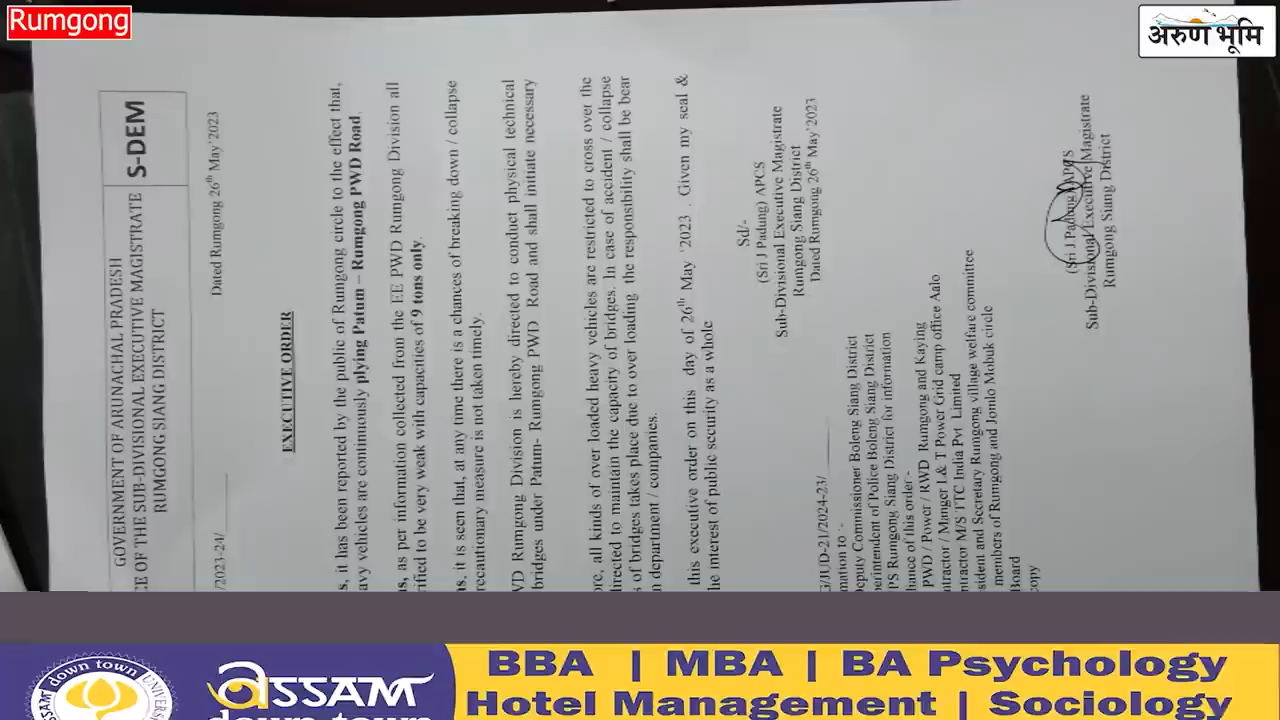 Rumgong
अरुण भूमि
GOVERNMENT OF ARUNACHAL PRADESH
CE OF THE SUB-DIVISIONAL EXECUTIVE MAGISTRATE
RUMGONG SIANG DISTRICT
S-DEM
/2023-24/
Dated Rumgong 26th May'2023
EXECUTIVE ORDER
s, it has been reported by the public of Rumgong circle to the effect that,
avy vehicles are continuously plying Patum – Rumgong PWD Road.
as, as per information collected from the EE PWD Rumgong Division all
ified to be very weak with capacities of 9 tons only.
as, it is seen that, at any time there is a chances of breaking down / collapse
recautionary measure is not taken timely.
WD Rumgong Division is hereby directed to conduct physical technical
bridges under Patum- Rumgong PWD Road and shall initiate necessary
ore, all kinds of over loaded heavy vehicles are restricted to cross over the
irected to maintain the capacity of bridges. In case of accident / collapse
s of bridges takes place due to over loading the responsibility shall be bear
n department / companies.
this executive order on this day of 26th May '2023 . Given my seal &
he interest of public security as a whole
Sd/-
(Sri J Padung) APCS
Sub-Divisional Executive Magistrate
Rumgong Siang District
Dated Rumgong 26th May'2023
G/JUD-21/2024-23/
mation to :-
Deputy Commissioner Boleng Siang District
perintendent of Police Boleng Siang District
PS Rumgong Siang District for information
liance of this order:-
PWD / Power / RWD Rumgong and Kaying
ntractor / Manger L & T Power Grid camp office Aalo
ntractor M/S TTC India Pvt Limited
sident and Secretary Rumgong village welfare committee
members of Rumgong and Jomlo Mobuk circle
Board
copy
(Sri J Padung) APCS
Sub-Divisional Executive Magistrate
Rumgong Siang District
ASSAM down town UNIVERS
অSSAM
down town
BBA | MBA | BA Psychology
Hotel Management | Sociology